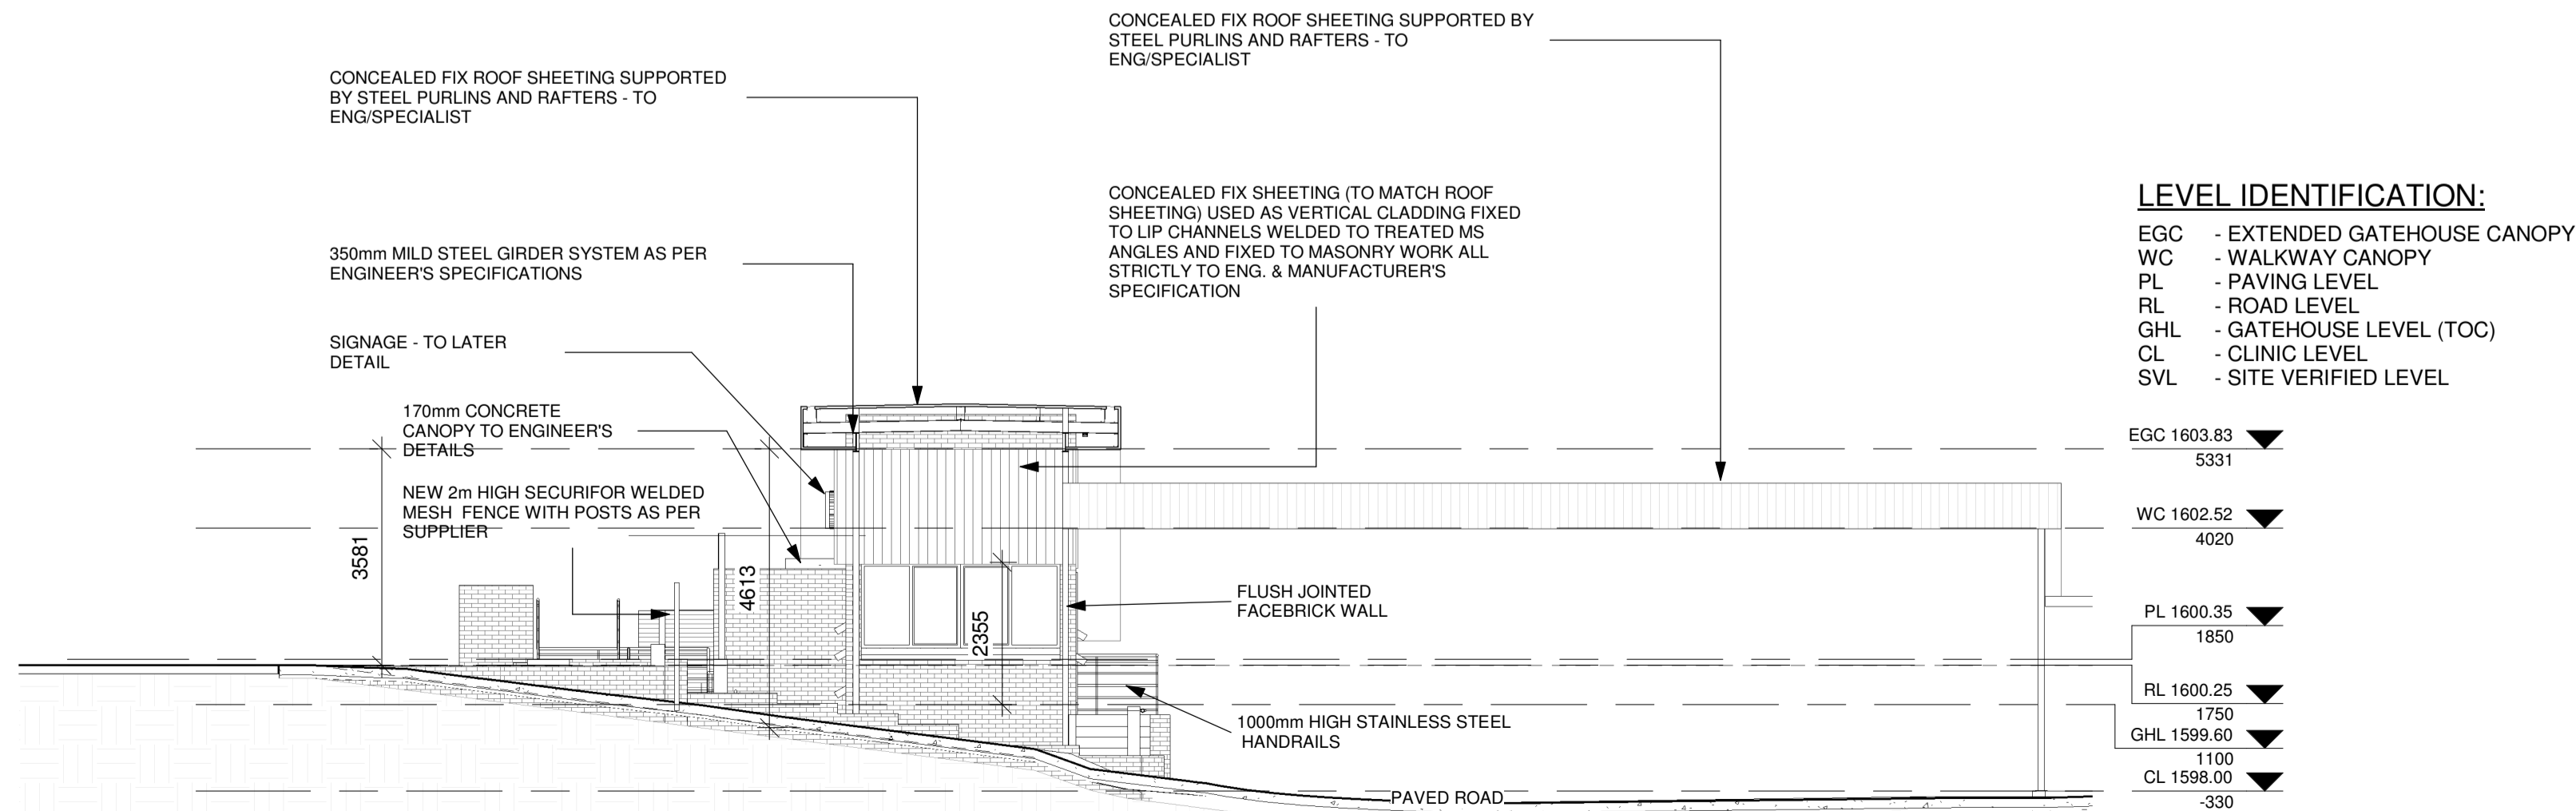 CONCEALED FIX ROOF SHEETING SUPPORTED BY
STEEL PURLINS AND RAFTERS - TO
ENG/SPECIALIST
CONCEALED FIX ROOF SHEETING SUPPORTED
BY STEEL PURLINS AND RAFTERS - TO
ENG/SPECIALIST
CONCEALED FIX SHEETING (TO MATCH ROOF
SHEETING) USED AS VERTICAL CLADDING FIXED
TO LIP CHANNELS WELDED TO TREATED MS
ANGLES AND FIXED TO MASONRY WORK ALL
STRICTLY TO ENG. & MANUFACTURER'S
SPECIFICATION
350mm MILD STEEL GIRDER SYSTEM AS PER
ENGINEER'S SPECIFICATIONS
SIGNAGE - TO LATER
DETAIL
170mm CONCRETE
CANOPY TO ENGINEER'S
DETAILS
NEW 2m HIGH SECURIFOR WELDED
MESH FENCE WITH POSTS AS PER
SUPPLIER
3581
4613
2355
FLUSH JOINTED
FACEBRICK WALL
1000mm HIGH STAINLESS STEEL
HANDRAILS
PAVED ROAD
LEVEL IDENTIFICATION:
EGC - EXTENDED GATEHOUSE CANOPY
WC - WALKWAY CANOPY
PL - PAVING LEVEL
RL - ROAD LEVEL
GHL - GATEHOUSE LEVEL (TOC)
CL - CLINIC LEVEL
SVL - SITE VERIFIED LEVEL
EGC 1603.83
5331
WC 1602.52
4020
PL 1600.35
1850
RL 1600.25
1750
GHL 1599.60
1100
CL 1598.00
-330